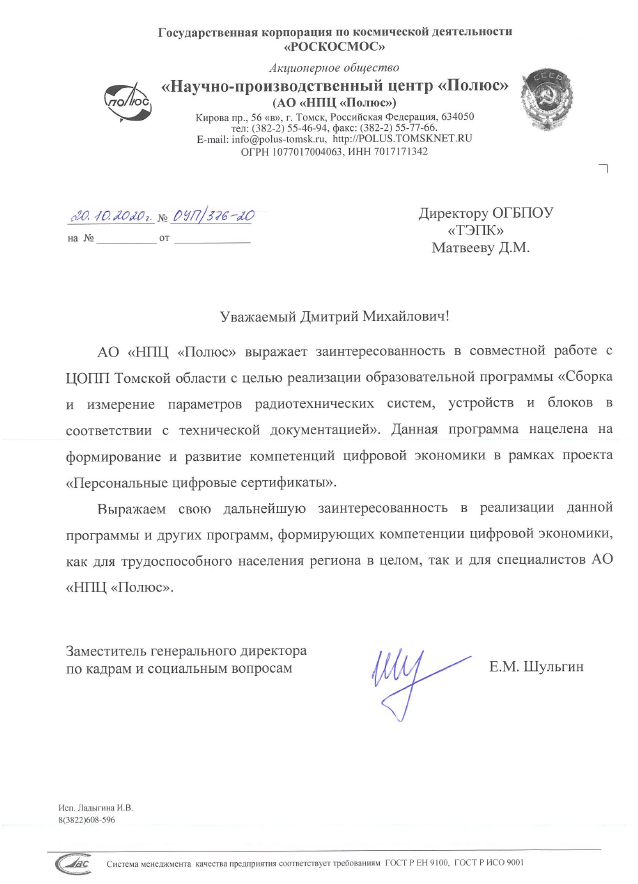 Государственная корпорация по космической деятельности
«РОСКОСМОС»
Акционерное общество
«Научно-производственный центр «Полюс»
(АО «НПЦ «Полюс»)
Кирова пр., 56 «в», г. Томск, Российская Федерация, 634050
тел: (382-2) 55-46-94, факс: (382-2) 55-77-66.
E-mail: info@polus-tomsk.ru, http://POLUS.TOMSKNET.RU
ОГРН 1077017004063, ИНН 7017171342
ПОЛЮС
СССР
20.10.2020г. № ОУП/376-20
на № ____________ от ________________
Директору ОГБПОУ
«ТЭПК»
Матвееву Д.М.
Уважаемый Дмитрий Михайлович!
АО «НПЦ «Полюс» выражает заинтересованность в совместной работе с
ЦОПП Томской области с целью реализации образовательной программы «Сборка
и измерение параметров радиотехнических систем, устройств и блоков в
соответствии с технической документацией». Данная программа нацелена на
формирование и развитие компетенций цифровой экономики в рамках проекта
«Персональные цифровые сертификаты».
Выражаем свою дальнейшую заинтересованность в реализации данной
программы и других программ, формирующих компетенции цифровой экономики,
как для трудоспособного населения региона в целом, так и для специалистов АО
«НПЦ «Полюс».
Заместитель генерального директора
по кадрам и социальным вопросам
Е.М. Шульгин
Исп. Ладыгина И.В.
8(3822)608-596
Система менеджмента качества предприятия соответствует требованиям ГОСТ Р ЕН 9100, ГОСТ Р ИСО 9001